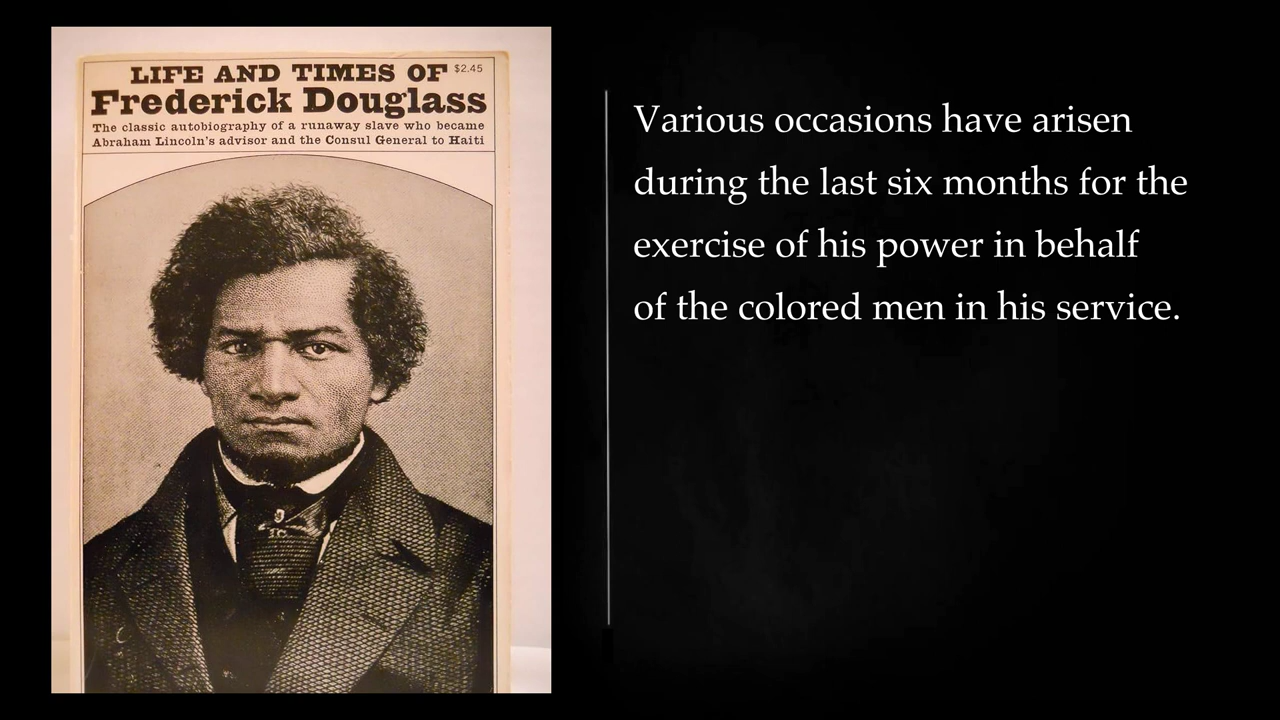 LIFE AND TIMES OF $2.45
Frederick Douglass
The classic autobiography of a runaway slave who became
Abraham Lincoln's advisor and the Consul General to Haiti
Various occasions have arisen
during the last six months for the
exercise of his power in behalf
of the colored men in his service.